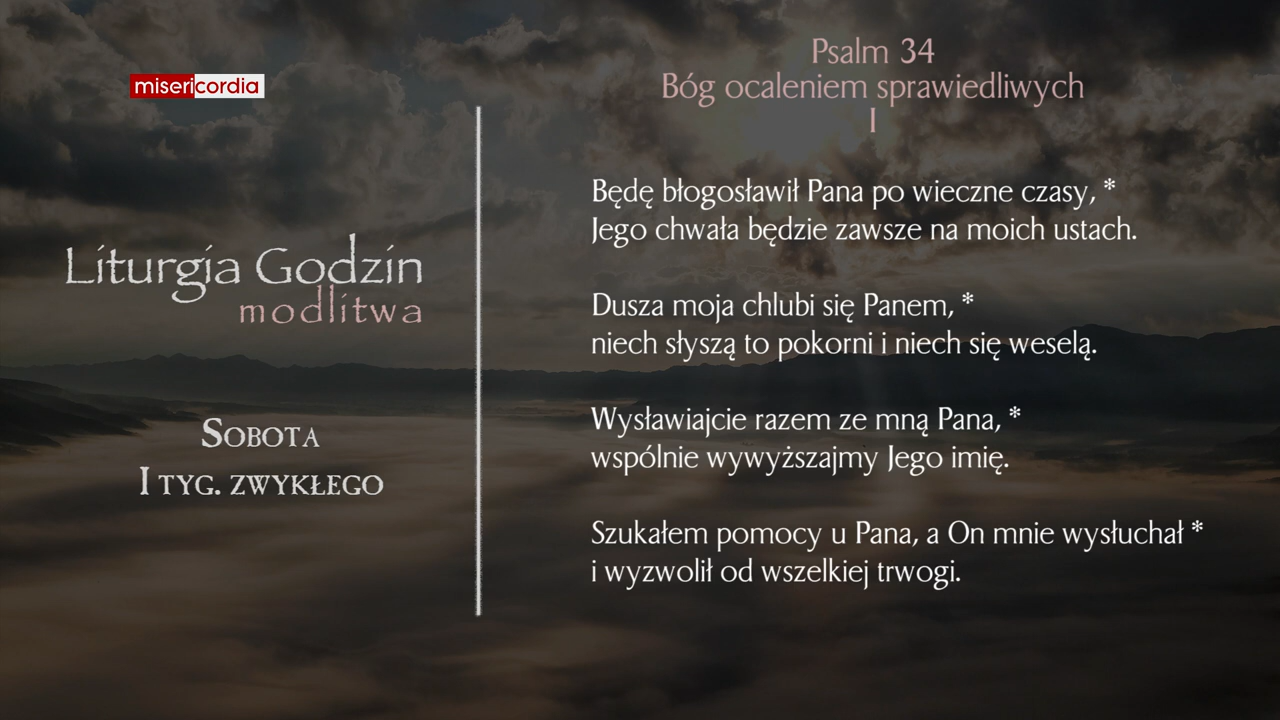 misericordia
Liturgia Godzin
modlitwa
Sobota
I tyg. zwykłego
Psalm 34
Bóg ocaleniem sprawiedliwych
I
Będę błogosławił Pana po wieczne czasy, *
Jego chwała będzie zawsze na moich ustach.
Dusza moja chlubi się Panem, *
niech słyszą to pokorni i niech się weselą.
Wysławiajcie razem ze mną Pana, *
wspólnie wywyższajmy Jego imię.
Szukałem pomocy u Pana, a On mnie wysłuchał *
i wyzwolił od wszelkiej trwogi.